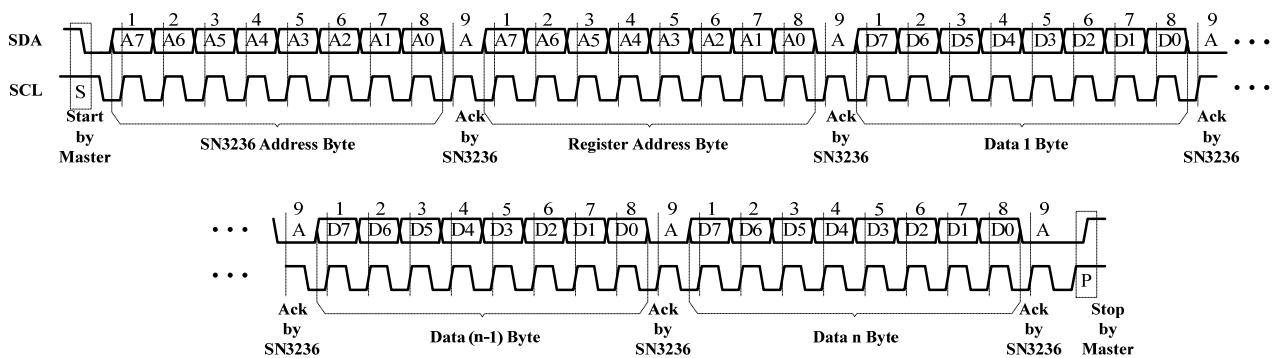 1 2 3 4 5 6 7 8 9 1 2 3 4 5 6 7 8 9 1 2 3 4 5 6 7 8 9
SDA A7 A6 A5 A4 A3 A2 A1 A0 A A7 A6 A5 A4 A3 A2 A1 A0 A D7 D6 D5 D4 D3 D2 D1 D0 A • • •
SCL S • • •
Start by Master
SN3236 Address Byte
Ack by SN3236
Register Address Byte
Ack by SN3236
Data 1 Byte
Ack by SN3236
9 1 2 3 4 5 6 7 8 9 1 2 3 4 5 6 7 8 9
• • • A D7 D6 D5 D4 D3 D2 D1 D0 A D7 D6 D5 D4 D3 D2 D1 D0 A
• • • P
Ack by SN3236
Data (n-1) Byte
Ack by SN3236
Data n Byte
Ack by SN3236
Stop by Master